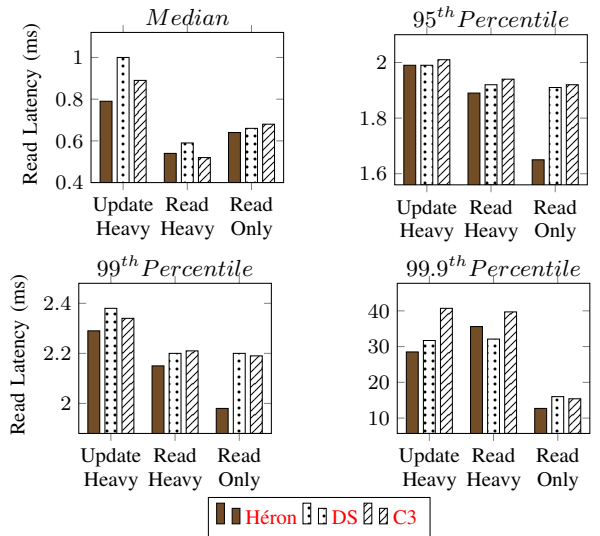 Median
Read Latency (ms)
1
0.8
0.6
0.4
Update Heavy
Read Heavy
Read Only
95th Percentile
2
1.8
1.6
Update Heavy
Read Heavy
Read Only
99th Percentile
Read Latency (ms)
2.4
2.2
2
Update Heavy
Read Heavy
Read Only
99.9th Percentile
40
30
20
10
Update Heavy
Read Heavy
Read Only
Héron DS C3